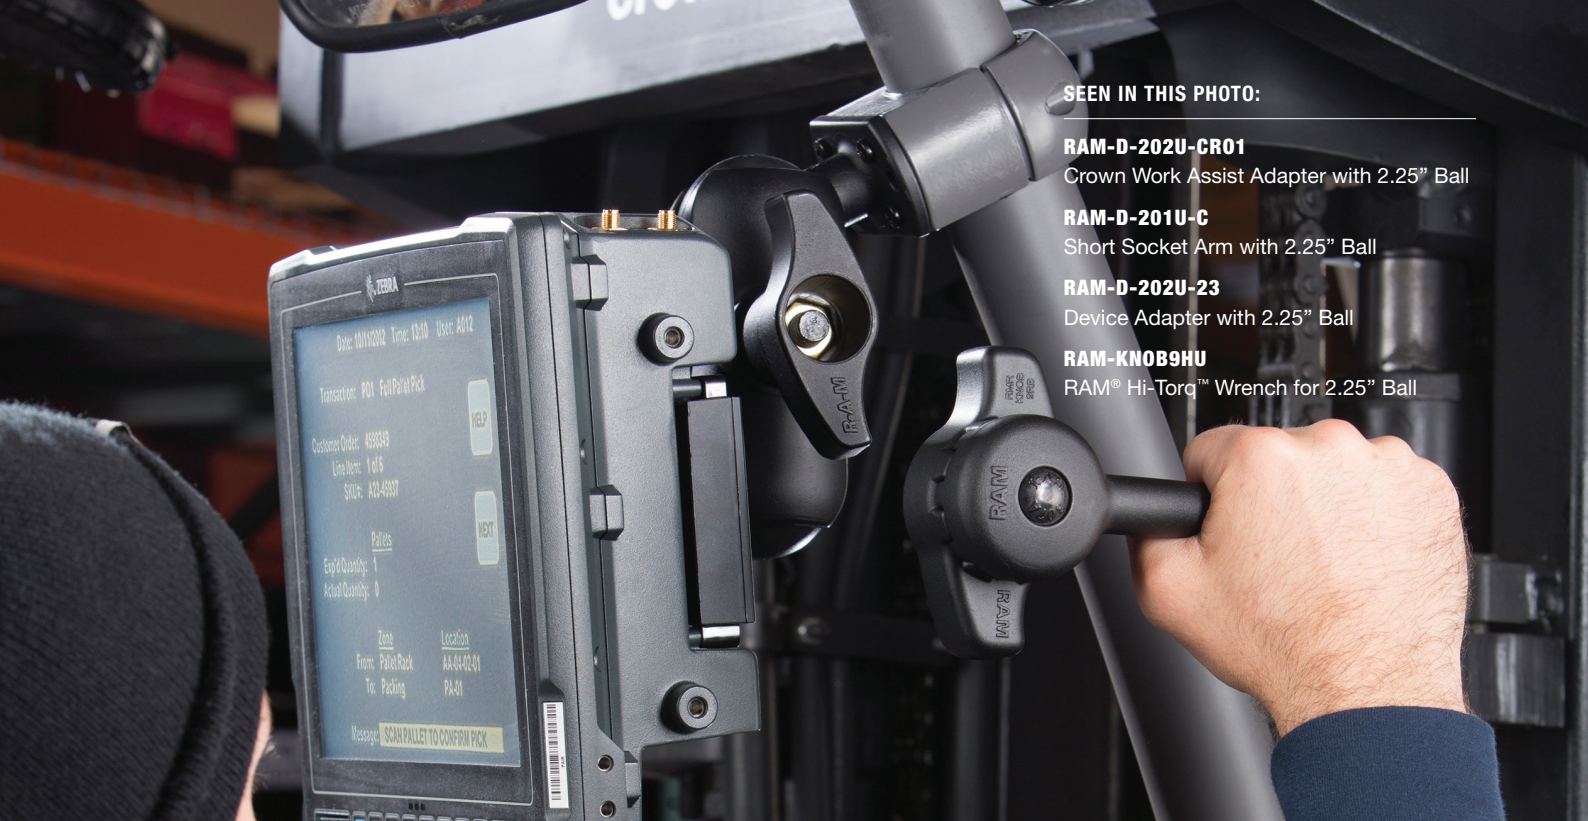 crow
SEEN IN THIS PHOTO:
RAM-D-202U-CRO1
Crown Work Assist Adapter with 2.25” Ball
RAM-D-201U-C
Short Socket Arm with 2.25” Ball
RAM-D-202U-23
Device Adapter with 2.25” Ball
RAM-KNOB9HU
RAM® Hi-Torq™ Wrench for 2.25” Ball
ZEBRA
Date: 10/11/2012 Time: 13:10 User: A012
Transaction: P01 Full Pallet Pick
HELP
Customer Order: 4598349
Line Item: 1 of 6
SKU#: A23-45937
NEXT
Pallets
Exp'd Quantity: 1
Actual Quantity: 0
Zone Location
From: Pallet Rack AA-04-02-01
To: Packing PA-01
Message: SCAN PALLET TO CONFIRM PICK
R-A-M
RAM
RAM